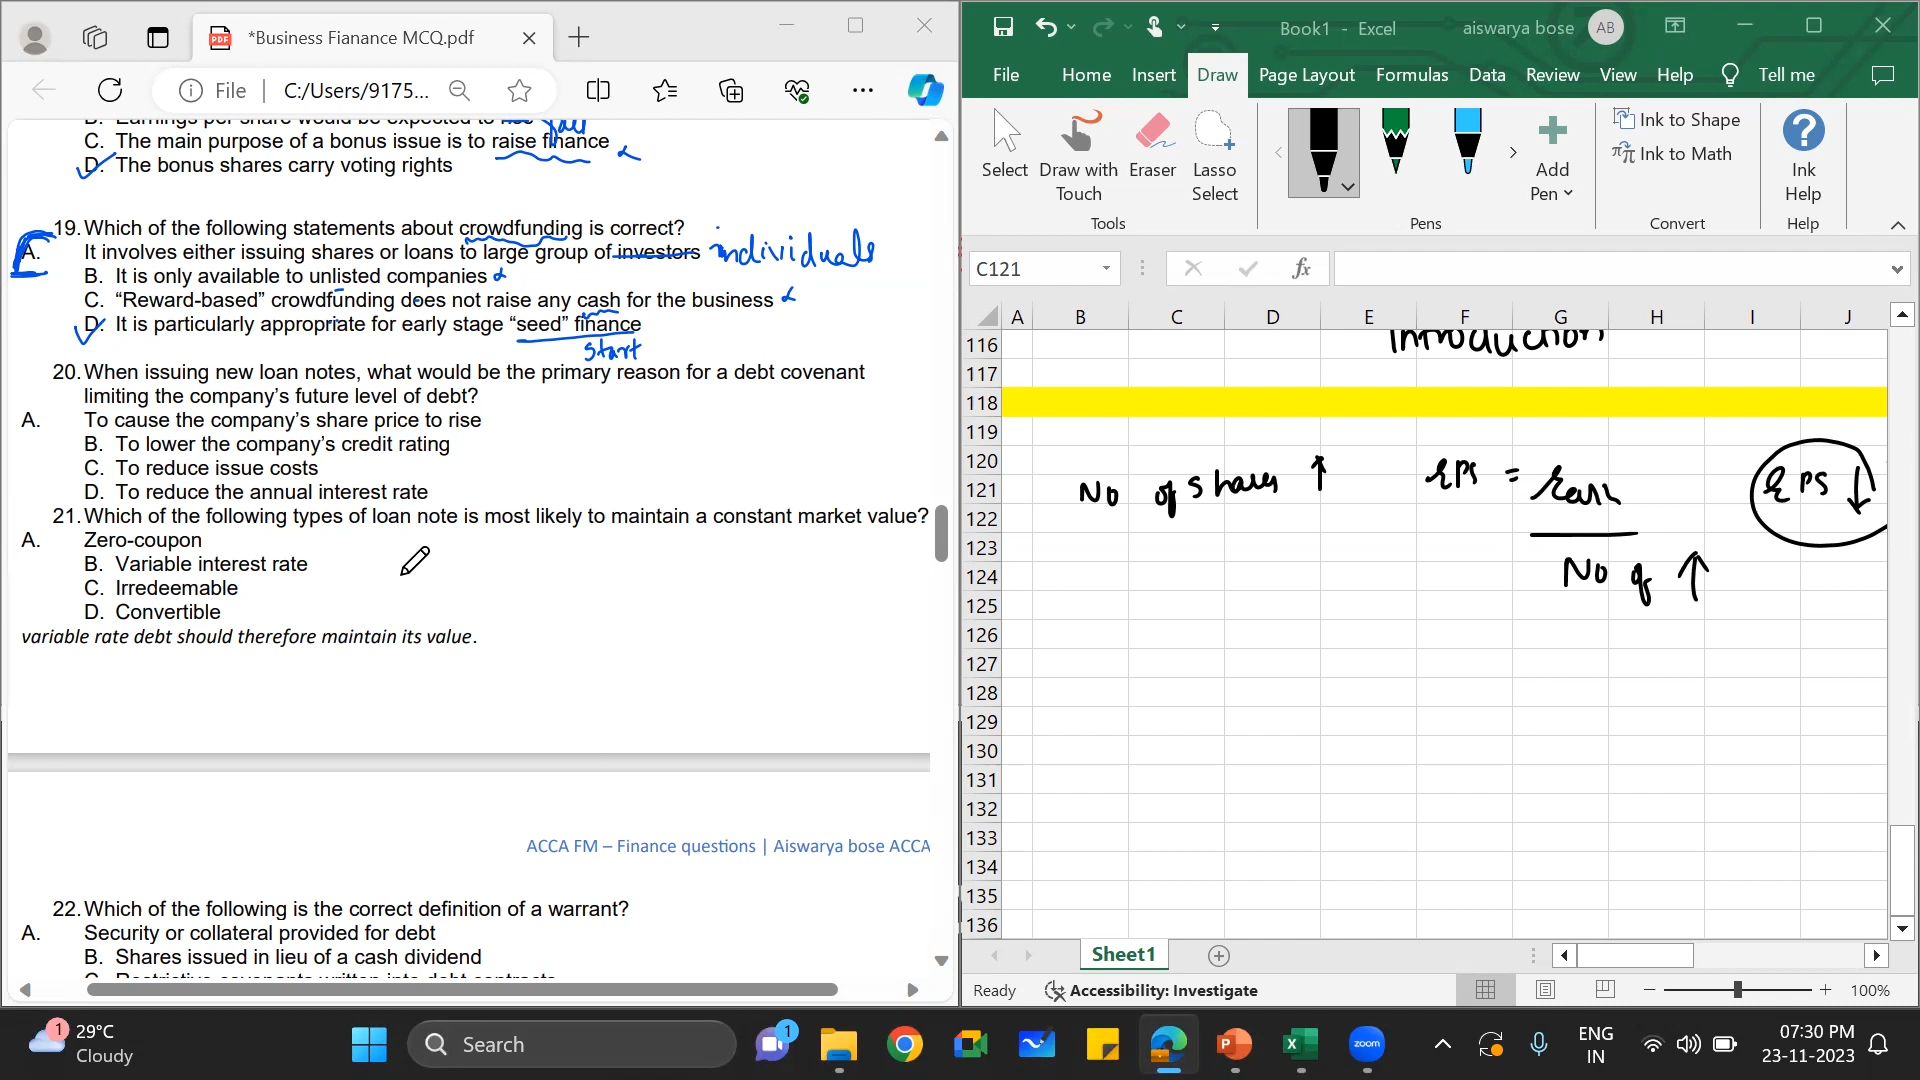 *Business Fianance MCQ.pdf
File
C:/Users/9175...
C. The main purpose of a bonus issue is to raise finance
D. The bonus shares carry voting rights
19. Which of the following statements about crowdfunding is correct?
A. It involves either issuing shares or loans to large group of investors individuals
B. It is only available to unlisted companies
C. “Reward-based” crowdfunding does not raise any cash for the business
D. It is particularly appropriate for early stage “seed” finance
start
20. When issuing new loan notes, what would be the primary reason for a debt covenant
limiting the company’s future level of debt?
A. To cause the company’s share price to rise
B. To lower the company’s credit rating
C. To reduce issue costs
D. To reduce the annual interest rate
21. Which of the following types of loan note is most likely to maintain a constant market value?
A. Zero-coupon
B. Variable interest rate
C. Irredeemable
D. Convertible
variable rate debt should therefore maintain its value.
ACCA FM – Finance questions | Aiswarya bose ACCA
22. Which of the following is the correct definition of a warrant?
A. Security or collateral provided for debt
B. Shares issued in lieu of a cash dividend
Book1 - Excel
aiswarya bose
AB
File Home Insert Draw Page Layout Formulas Data Review View Help Tell me
Select
Draw with Touch
Eraser
Lasso Select
Add Pen
Ink to Shape
Ink to Math
Ink Help
Tools
Pens
Convert
Help
C121
fx
A B C D E F G H I J
Introduction
116
117
118
119
120
121
122
123
124
125
126
127
128
129
130
131
132
133
134
135
136
No of shares ↑
EPS =
No of ↑
EPS ↓
Sheet1
Ready
Accessibility: Investigate
100%
1
29°C
Cloudy
Search
1
zoom
ENG
IN
07:30 PM
23-11-2023